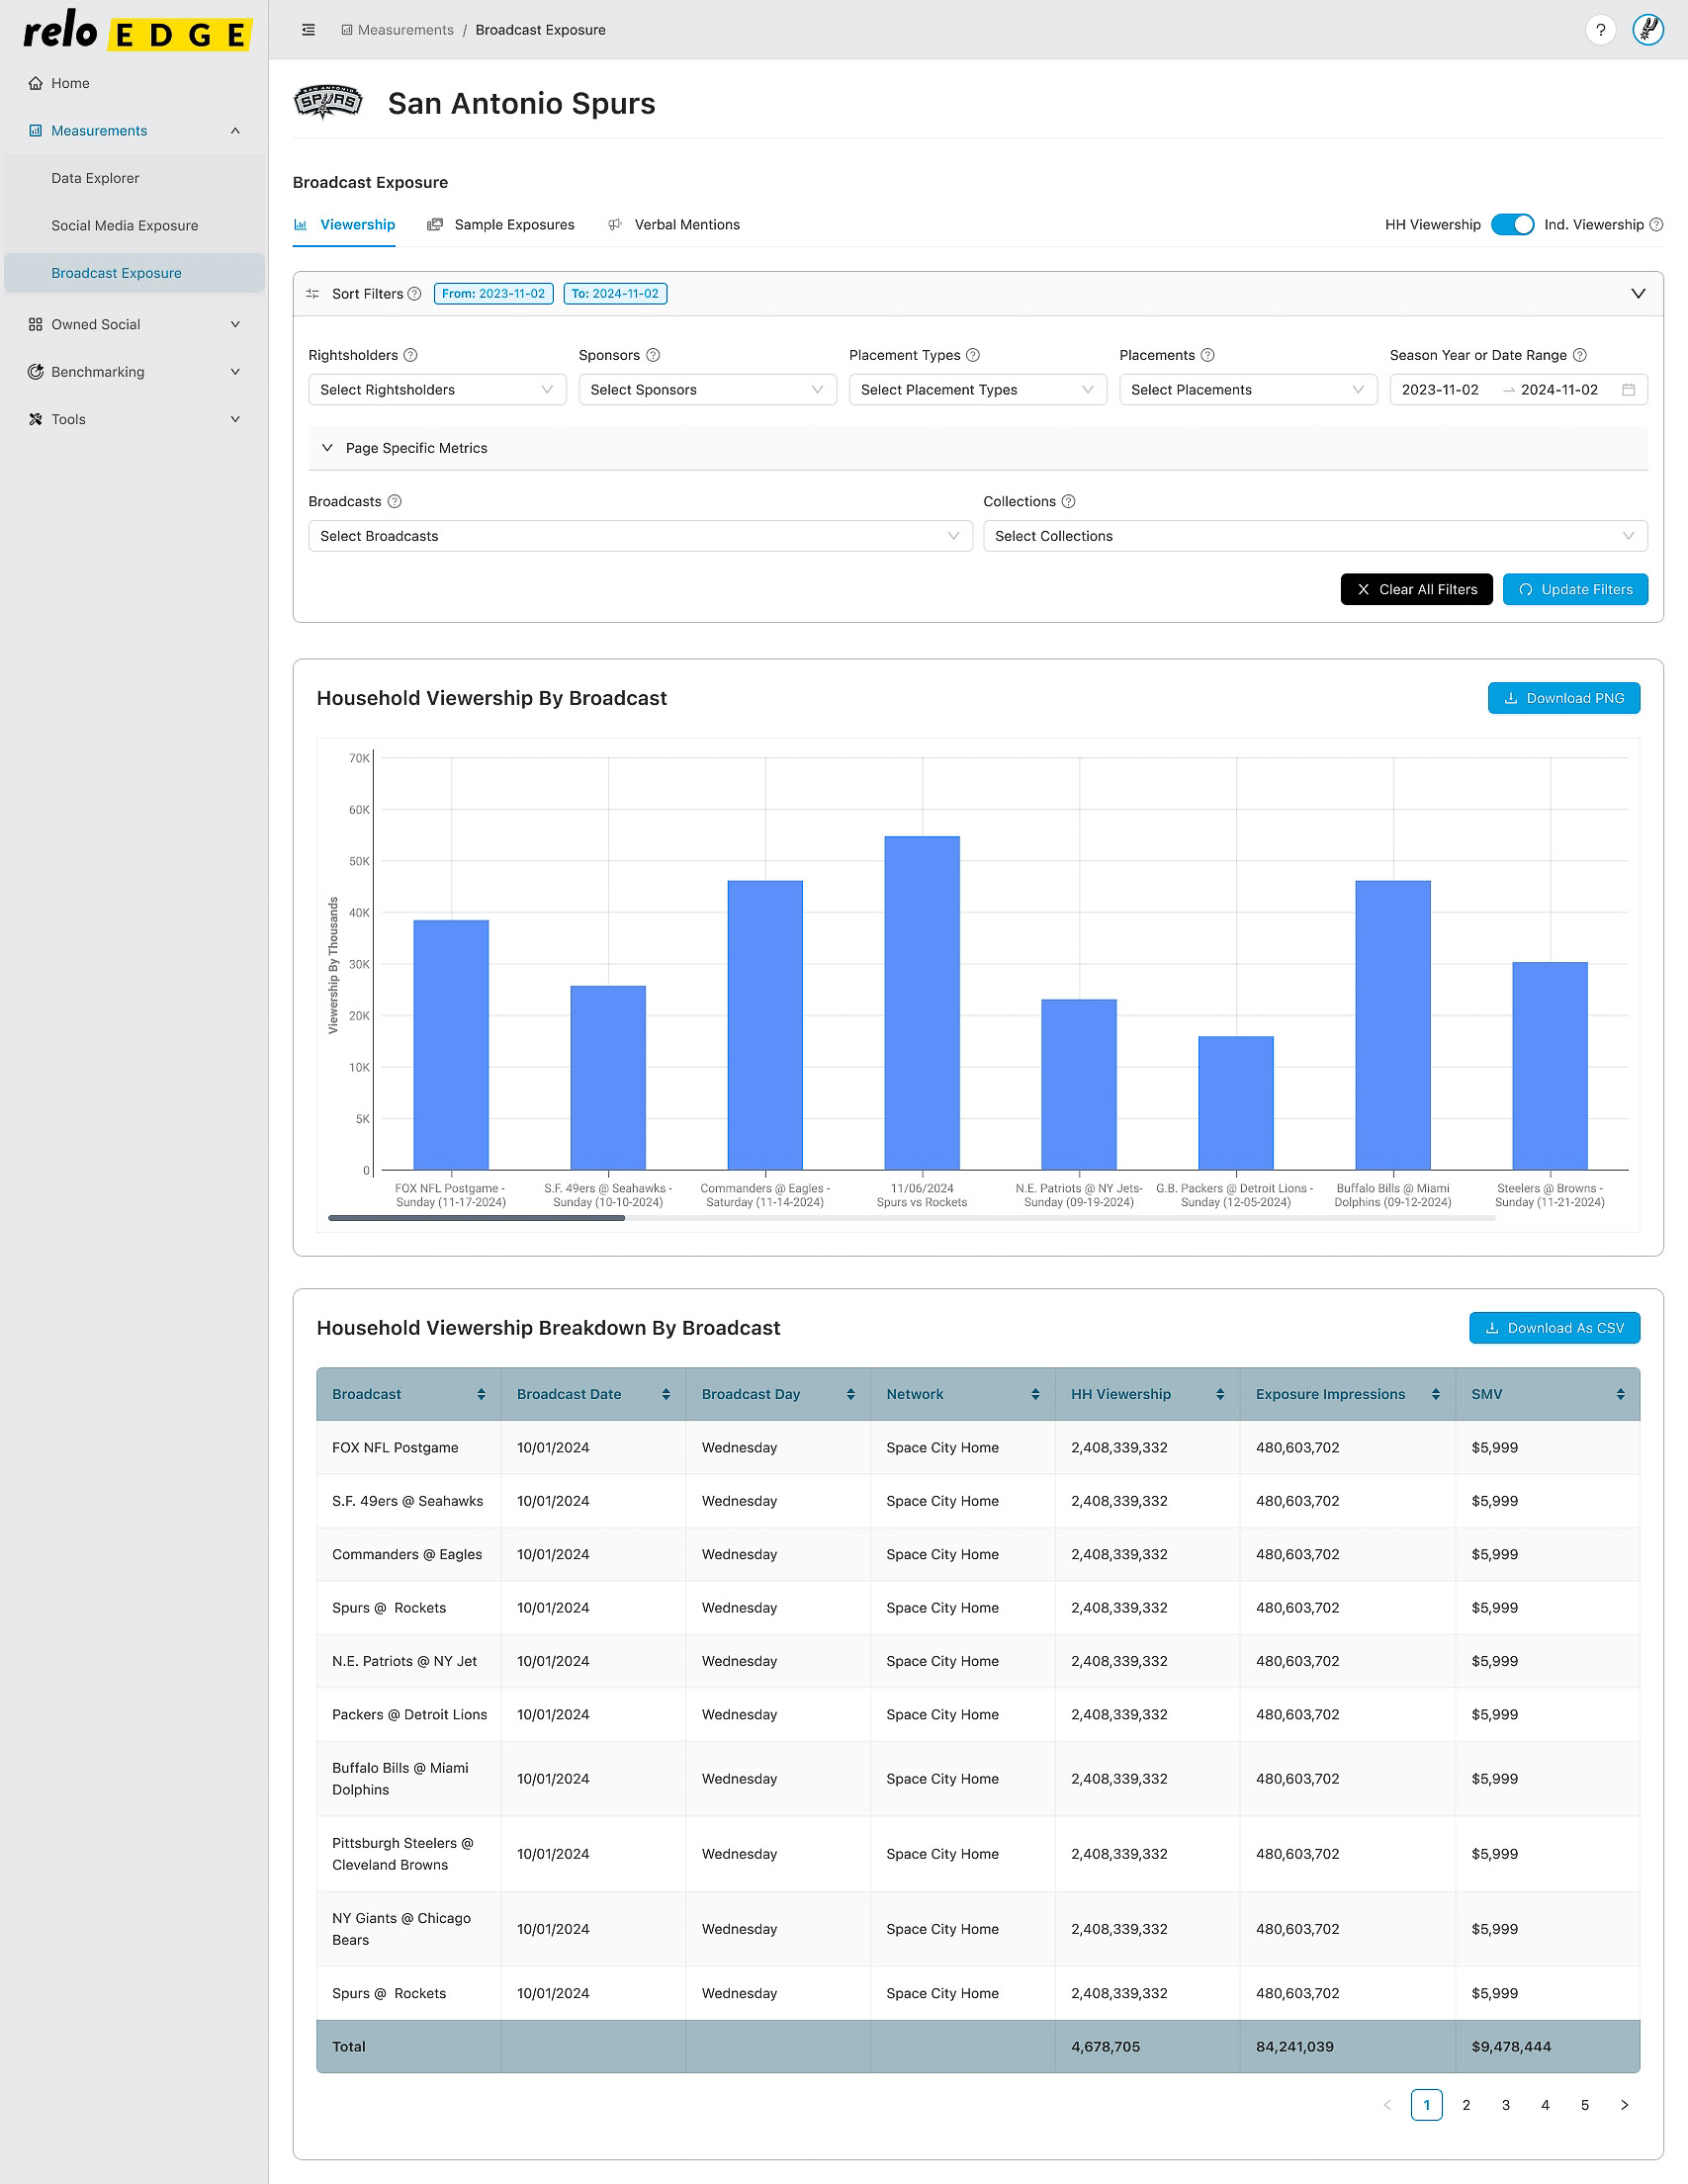 relo EDGE
Home
Measurements
Data Explorer
Social Media Exposure
Broadcast Exposure
Owned Social
Benchmarking
Tools
Measurements / Broadcast Exposure
?
SAN ANTONIO
SPURS
San Antonio Spurs
Broadcast Exposure
Viewership Sample Exposures Verbal Mentions HH Viewership Ind. Viewership ?
Sort Filters ? From: 2023-11-02 To: 2024-11-02
Rightsholders ? Sponsors ? Placement Types ? Placements ? Season Year or Date Range ?
Select Rightsholders Select Sponsors Select Placement Types Select Placements 2023-11-02 → 2024-11-02
Page Specific Metrics
Broadcasts ? Collections ?
Select Broadcasts Select Collections
Clear All Filters Update Filters
Household Viewership By Broadcast Download PNG
Viewership By Thousands
70K
60K
50K
40K
30K
20K
10K
5K
0
FOX NFL Postgame -
Sunday (11-17-2024)
S.F. 49ers @ Seahawks -
Sunday (10-10-2024)
Commanders @ Eagles -
Saturday (11-14-2024)
11/06/2024
Spurs vs Rockets
N.E. Patriots @ NY Jets-
Sunday (09-19-2024)
G.B. Packers @ Detroit Lions -
Sunday (12-05-2024)
Buffalo Bills @ Miami
Dolphins (09-12-2024)
Steelers @ Browns -
Sunday (11-21-2024)
Household Viewership Breakdown By Broadcast Download As CSV
Broadcast Broadcast Date Broadcast Day Network HH Viewership Exposure Impressions SMV
FOX NFL Postgame 10/01/2024 Wednesday Space City Home 2,408,339,332 480,603,702 $5,999
S.F. 49ers @ Seahawks 10/01/2024 Wednesday Space City Home 2,408,339,332 480,603,702 $5,999
Commanders @ Eagles 10/01/2024 Wednesday Space City Home 2,408,339,332 480,603,702 $5,999
Spurs @ Rockets 10/01/2024 Wednesday Space City Home 2,408,339,332 480,603,702 $5,999
N.E. Patriots @ NY Jet 10/01/2024 Wednesday Space City Home 2,408,339,332 480,603,702 $5,999
Packers @ Detroit Lions 10/01/2024 Wednesday Space City Home 2,408,339,332 480,603,702 $5,999
Buffalo Bills @ Miami
Dolphins 10/01/2024 Wednesday Space City Home 2,408,339,332 480,603,702 $5,999
Pittsburgh Steelers @
Cleveland Browns 10/01/2024 Wednesday Space City Home 2,408,339,332 480,603,702 $5,999
NY Giants @ Chicago
Bears 10/01/2024 Wednesday Space City Home 2,408,339,332 480,603,702 $5,999
Spurs @ Rockets 10/01/2024 Wednesday Space City Home 2,408,339,332 480,603,702 $5,999
Total 4,678,705 84,241,039 $9,478,444
< 1 2 3 4 5 >